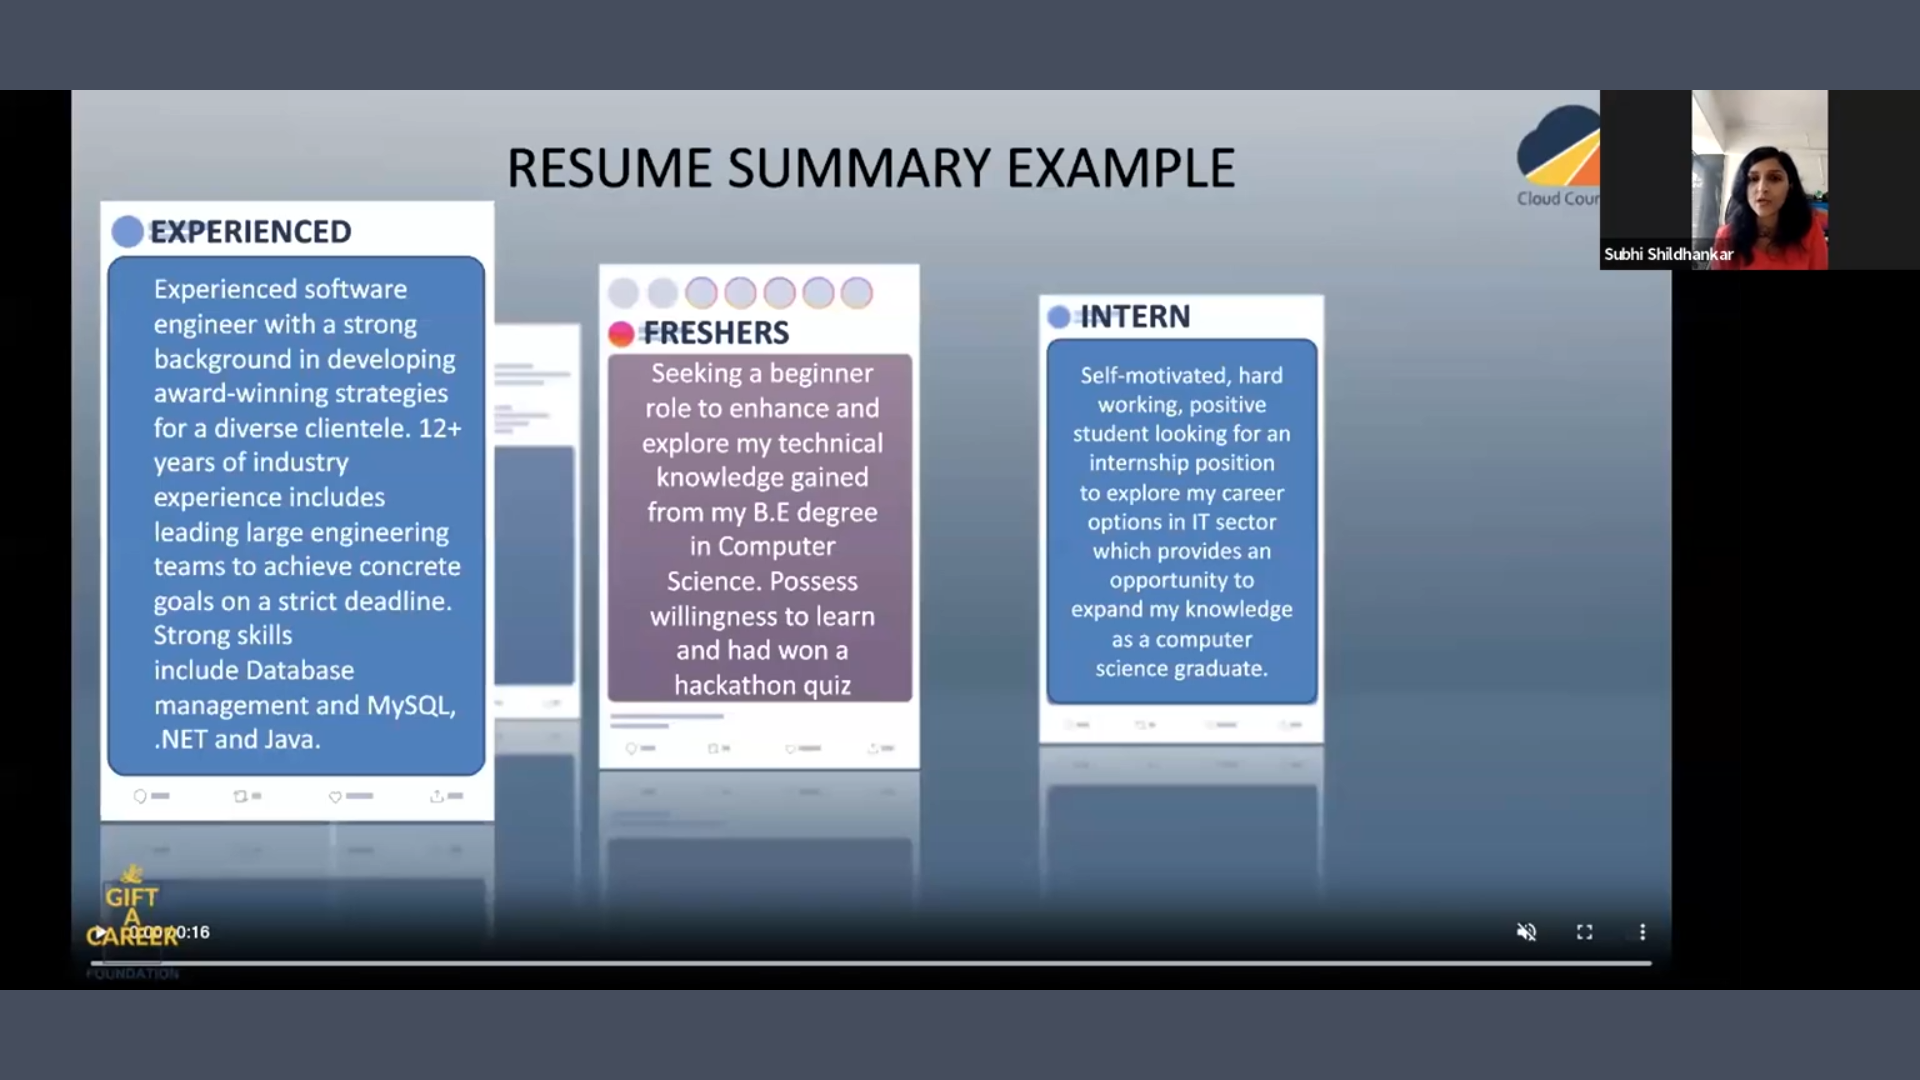 RESUME SUMMARY EXAMPLE
Cloud
Subhi Shildhankar
EXPERIENCED
Experienced software
engineer with a strong
background in developing
award-winning strategies
for a diverse clientele. 12+
years of industry
experience includes
leading large engineering
teams to achieve concrete
goals on a strict deadline.
Strong skills
include Database
management and MySQL,
.NET and Java.
FRESHERS
Seeking a beginner
role to enhance and
explore my technical
knowledge gained
from my B.E degree
in Computer
Science. Possess
willingness to learn
and had won a
hackathon quiz
INTERN
Self-motivated, hard
working, positive
student looking for an
internship position
to explore my career
options in IT sector
which provides an
opportunity to
expand my knowledge
as a computer
science graduate.
GIFT
A
CAREER
FOUNDATION
0:00 / 0:16